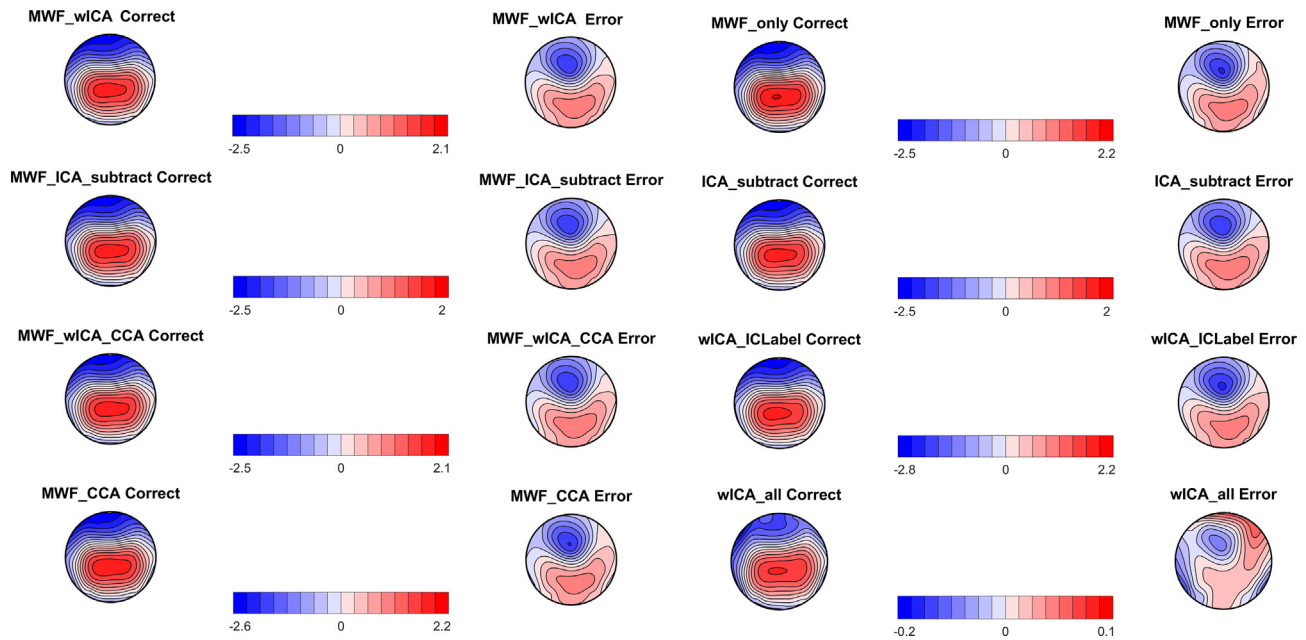 MWF_wICA Correct
MWF_wICA Error
MWF_only Correct
MWF_only Error
-2.5 0 2.1
-2.5 0 2.2
MWF_ICA_subtract Correct
MWF_ICA_subtract Error
ICA_subtract Correct
ICA_subtract Error
-2.5 0 2
-2.5 0 2
MWF_wICA_CCA Correct
MWF_wICA_CCA Error
wICA_ICLabel Correct
wICA_ICLabel Error
-2.5 0 2.1
-2.8 0 2.2
MWF_CCA Correct
MWF_CCA Error
wICA_all Correct
wICA_all Error
-2.6 0 2.2
-0.2 0 0.1